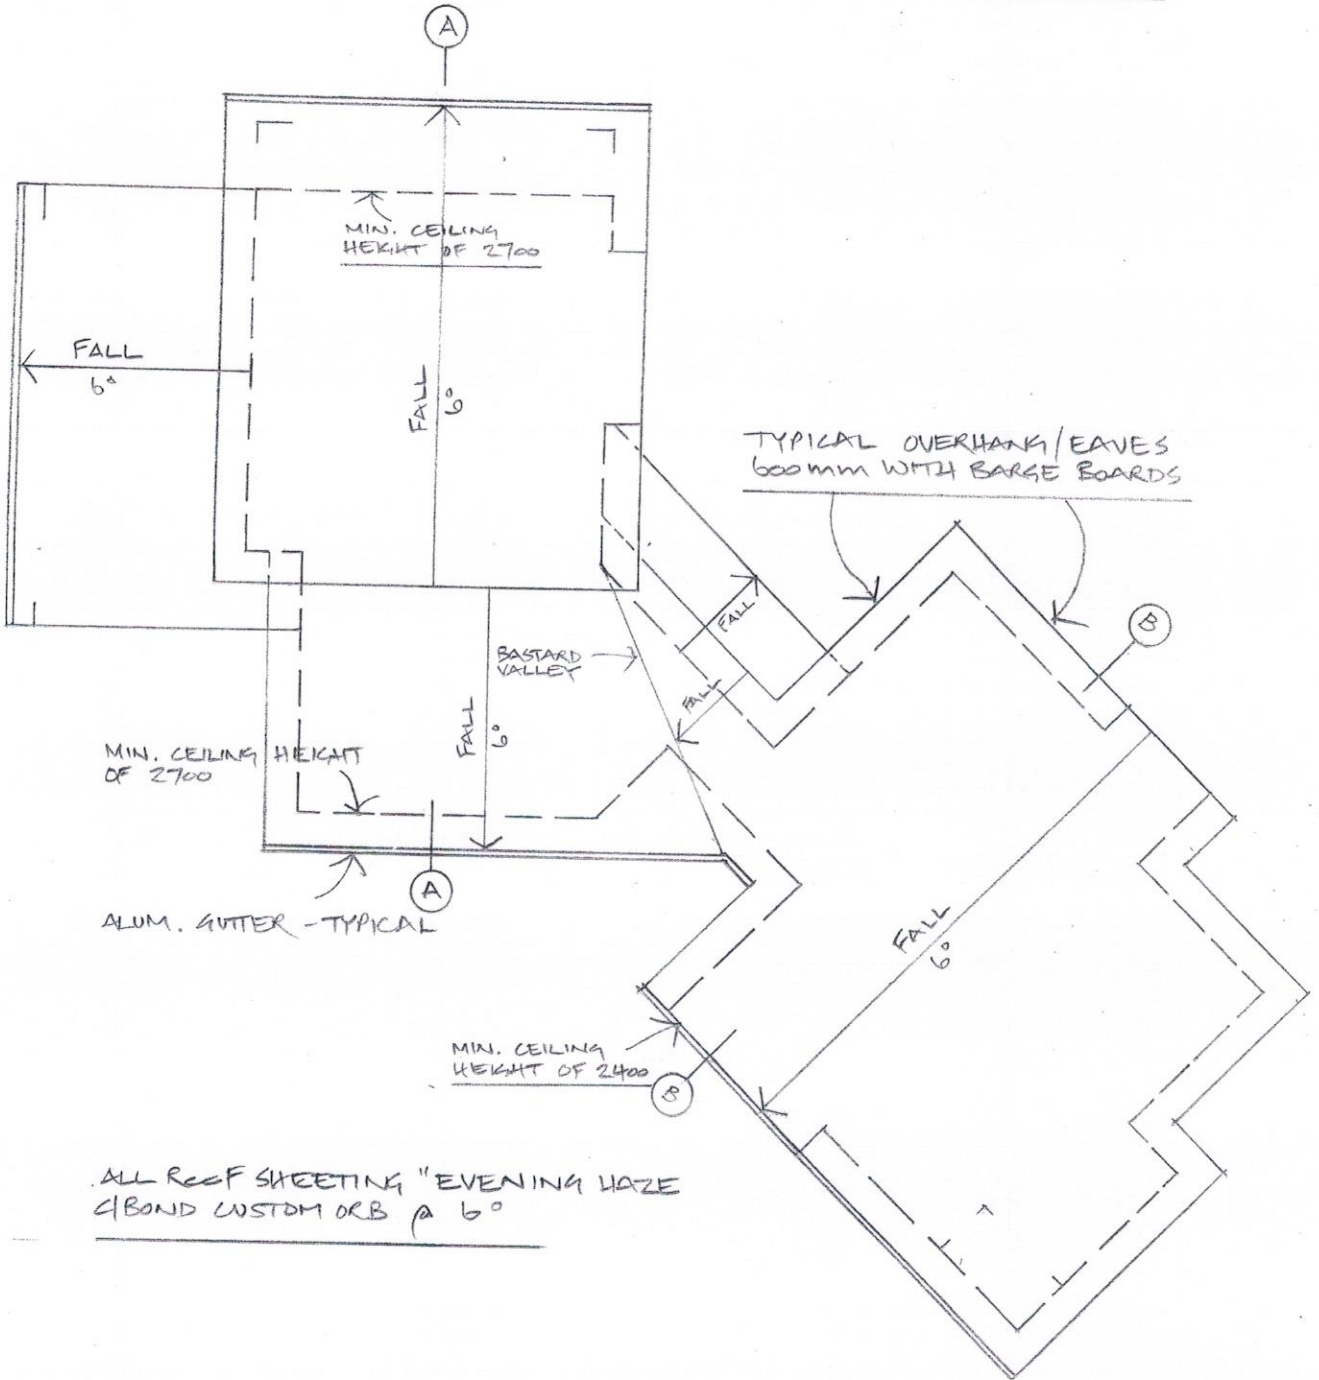 A
MIN. CEILING
HEIGHT OF 2700
FALL
6°
FALL
6°
TYPICAL OVERHANG/EAVES
600mm WITH BARGE BOARDS
FALL
B
BASTARD
VALLEY
FALL
FALL
6°
MIN. CEILING HEIGHT
OF 2700
A
ALUM. GUTTER - TYPICAL
FALL
6°
MIN. CEILING
HEIGHT OF 2400
B
ALL ROOF SHEETING "EVENING HAZE
C/BOND CUSTOM ORB @ 6°